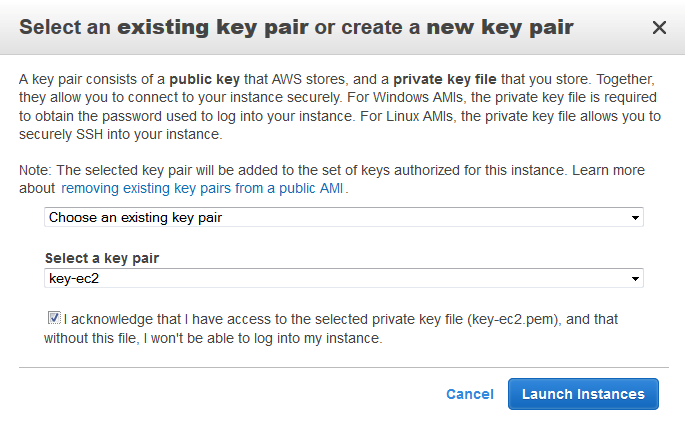 Select an existing key pair or create a new key pair
A key pair consists of a public key that AWS stores, and a private key file that you store. Together,
they allow you to connect to your instance securely. For Windows AMIs, the private key file is required
to obtain the password used to log into your instance. For Linux AMIs, the private key file allows you to
securely SSH into your instance.
Note: The selected key pair will be added to the set of keys authorized for this instance. Learn more
about removing existing key pairs from a public AMI.
Choose an existing key pair
Select a key pair
key-ec2
I acknowledge that I have access to the selected private key file (key-ec2.pem), and that
without this file, I won't be able to log into my instance.
Cancel Launch Instances